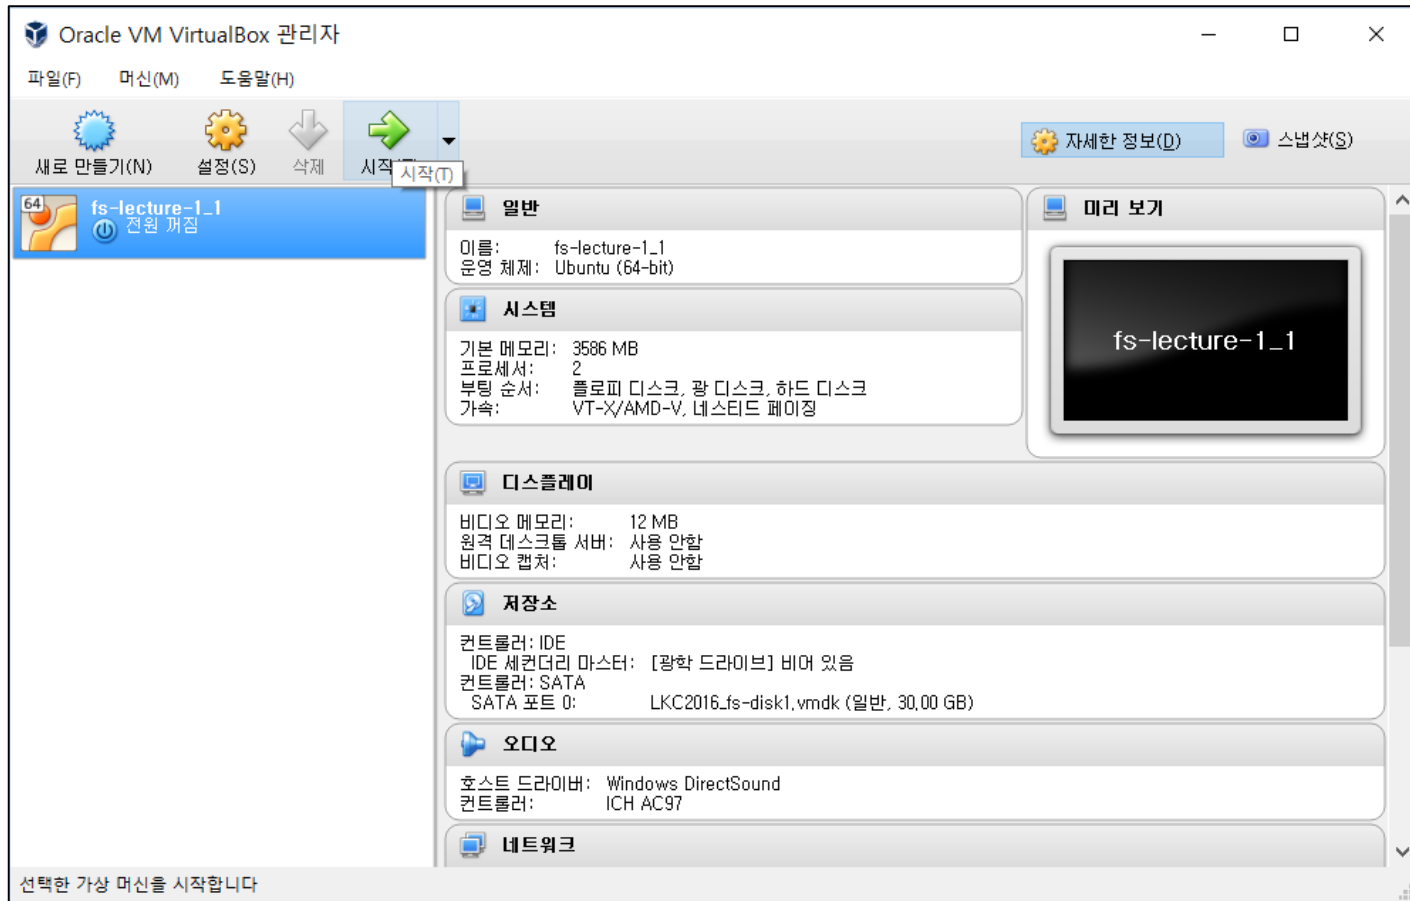 Oracle VM VirtualBox 관리자
파일(F) 머신(M) 도움말(H)
새로 만들기(N) 설정(S) 삭제 시작 시작(T) 자세한 정보(D) 스냅샷(S)
64 fs-lecture-1_1
전원 꺼짐
일반
이름: fs-lecture-1_1
운영 체제: Ubuntu (64-bit)
시스템
기본 메모리: 3586 MB
프로세서: 2
부팅 순서: 플로피 디스크, 광 디스크, 하드 디스크
가속: VT-X/AMD-V, 네스티드 페이징
미리 보기
fs-lecture-1_1
디스플레이
비디오 메모리: 12 MB
원격 데스크톱 서버: 사용 안함
비디오 캡처: 사용 안함
저장소
컨트롤러: IDE
IDE 세컨더리 마스터: [광학 드라이브] 비어 있음
컨트롤러: SATA
SATA 포트 0: LKC2016_fs-disk1.vmdk (일반, 30.00 GB)
오디오
호스트 드라이버: Windows DirectSound
컨트롤러: ICH AC97
네트워크
선택한 가상 머신을 시작합니다